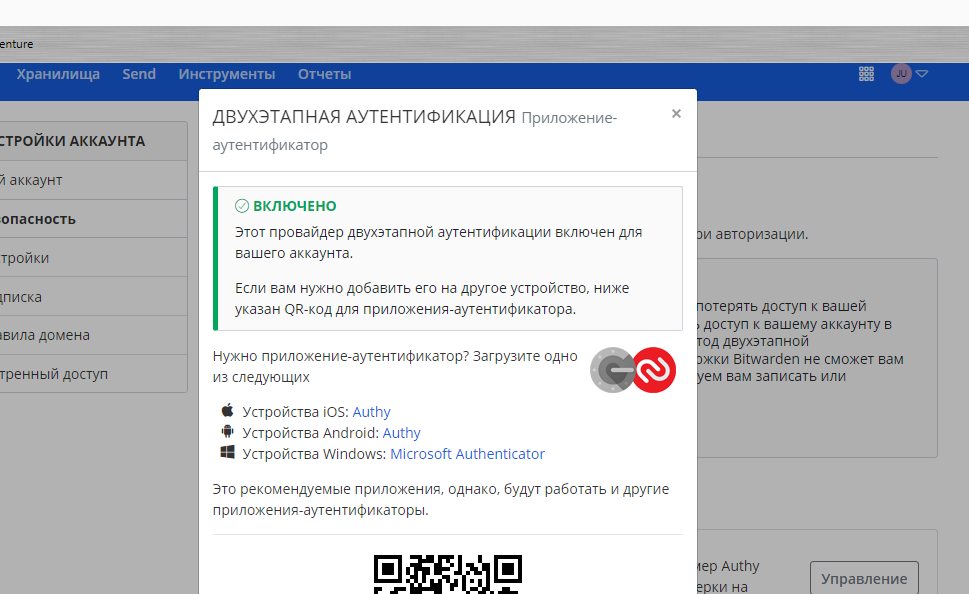 enture
Хранилища Send Инструменты Отчеты JU
ДВУХЭТАПНАЯ АУТЕНТИФИКАЦИЯ Приложение-
аутентификатор
×
СТРОЙКИ АККАУНТА
й аккаунт
опасность
тройки
дписка
авила домена
тренный доступ
ВКЛЮЧЕНО
Этот провайдер двухэтапной аутентификации включен для
вашего аккаунта.
Если вам нужно добавить его на другое устройство, ниже
указан QR-код для приложения-аутентификатора.
Нужно приложение-аутентификатор? Загрузите одно
из следующих
Устройства iOS: Authy
Устройства Android: Authy
Устройства Windows: Microsoft Authenticator
Это рекомендуемые приложения, однако, будут работать и другие
приложения-аутентификаторы.
ри авторизации.
потерять доступ к вашей
доступ к вашему аккаунту в
тод двухэтапной
ржки Bitwarden не сможет вам
уем вам записать или
мер Authy
ерки на
Управление